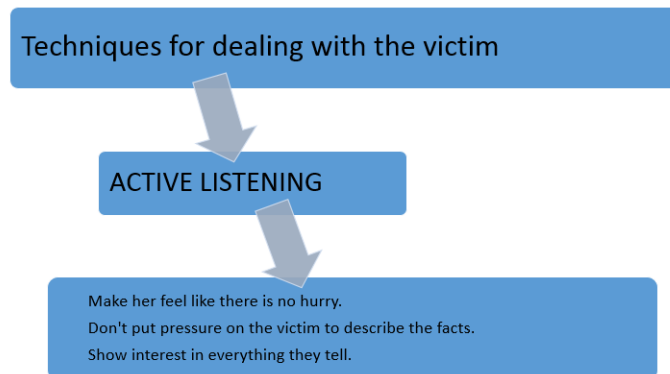 Techniques for dealing with the victim
ACTIVE LISTENING
Make her feel like there is no hurry.
Don't put pressure on the victim to describe the facts.
Show interest in everything they tell.